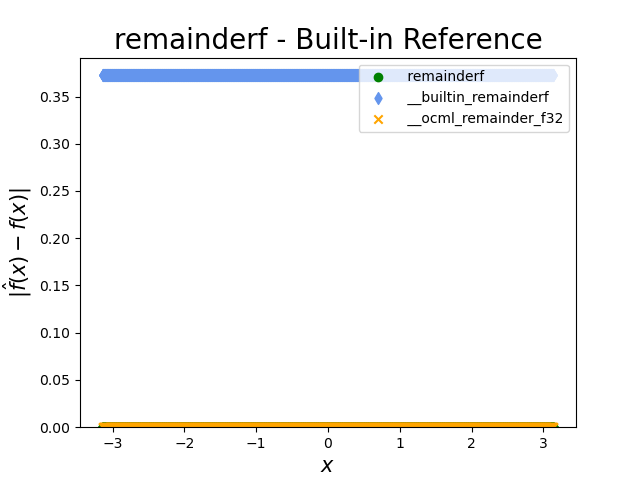 remainderf - Built-in Reference
remainderf
__builtin_remainderf
__ocml_remainder_f32
|f̂(x) − f(x)|
0.35
0.30
0.25
0.20
0.15
0.10
0.05
0.00
−3 −2 −1 0 1 2 3
x